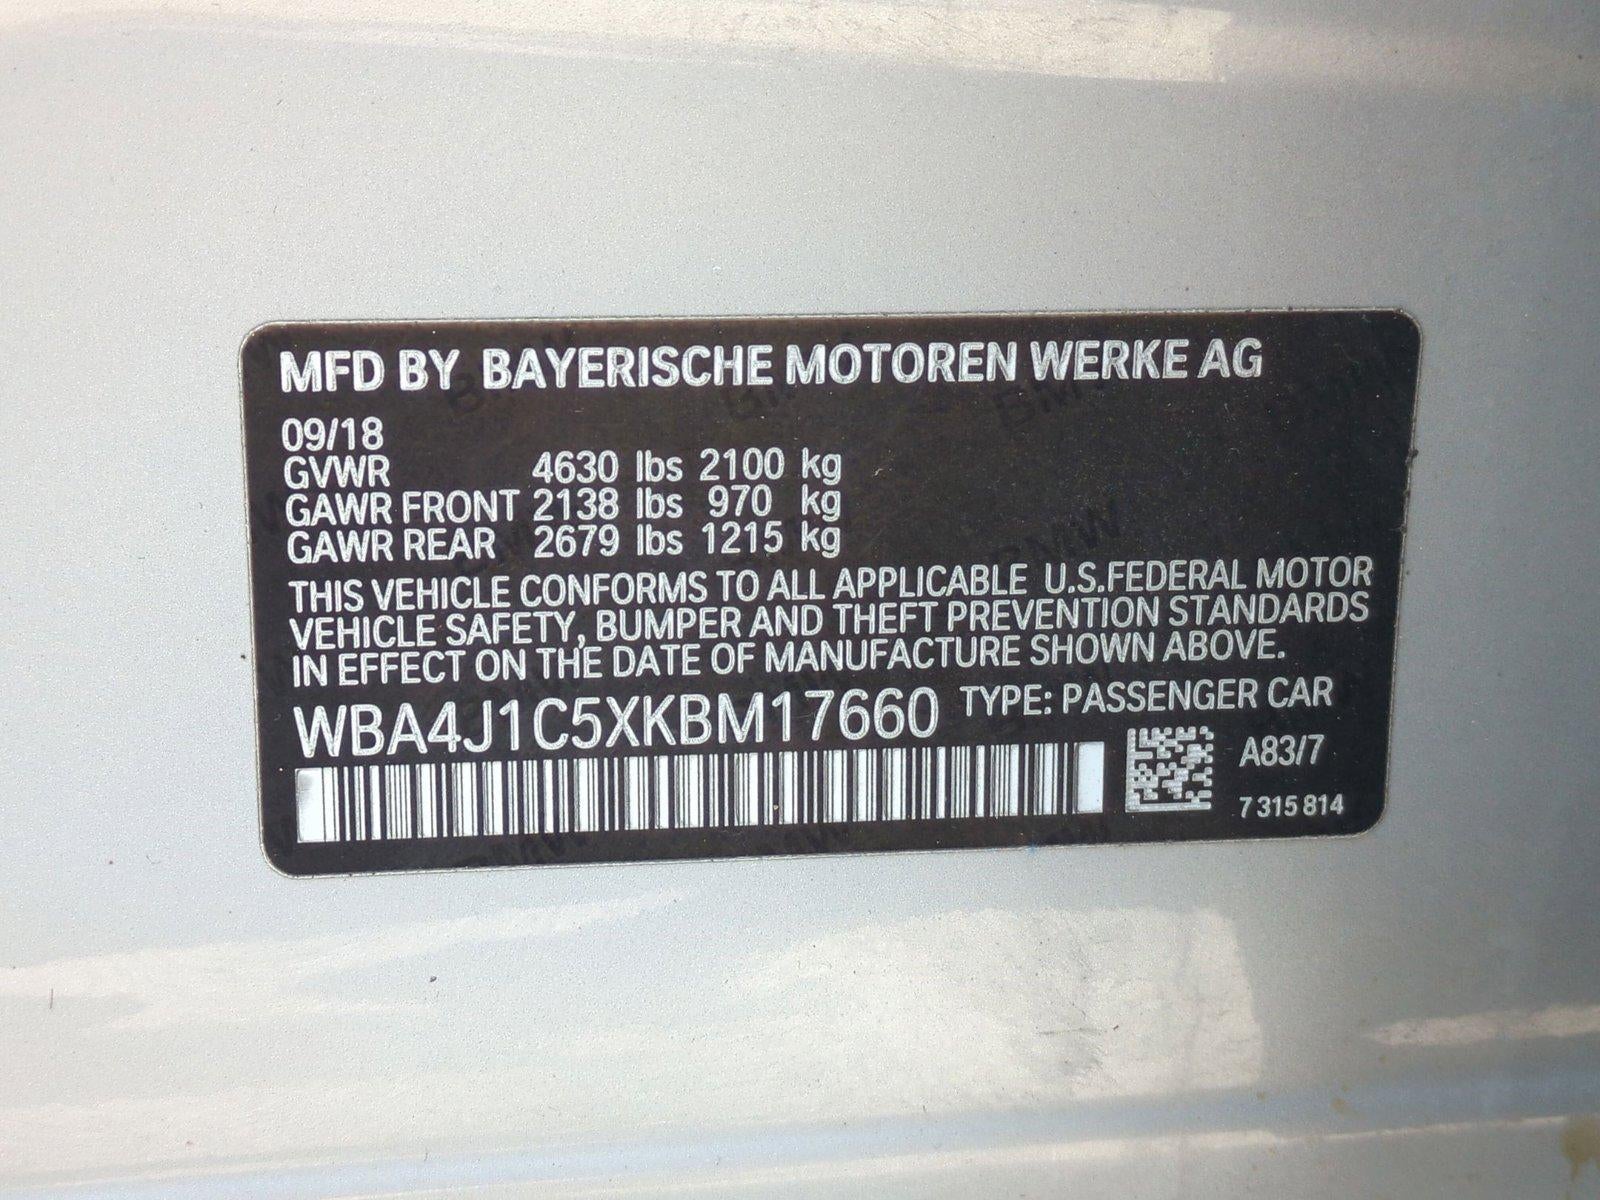 MFD BY BAYERISCHE MOTOREN WERKE AG
09/18
GVWR 4630 lbs 2100 kg
GAWR FRONT 2138 lbs 970 kg
GAWR REAR 2679 lbs 1215 kg
THIS VEHICLE CONFORMS TO ALL APPLICABLE U.S.FEDERAL MOTOR
VEHICLE SAFETY, BUMPER AND THEFT PREVENTION STANDARDS
IN EFFECT ON THE DATE OF MANUFACTURE SHOWN ABOVE.
WBA4J1C5XKBM17660 TYPE: PASSENGER CAR
A83/7
7 315 814